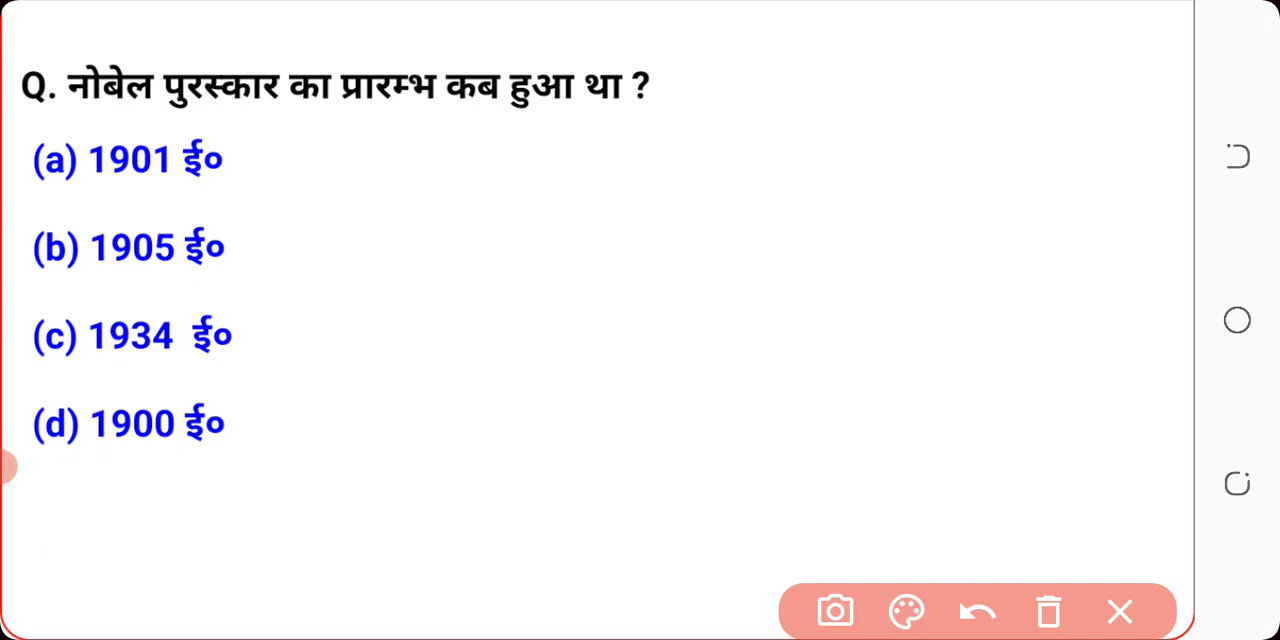 Q. नोबेल पुरस्कार का प्रारम्भ कब हुआ था ?
(a) 1901 ई०
(b) 1905 ई०
(c) 1934 ई०
(d) 1900 ई०